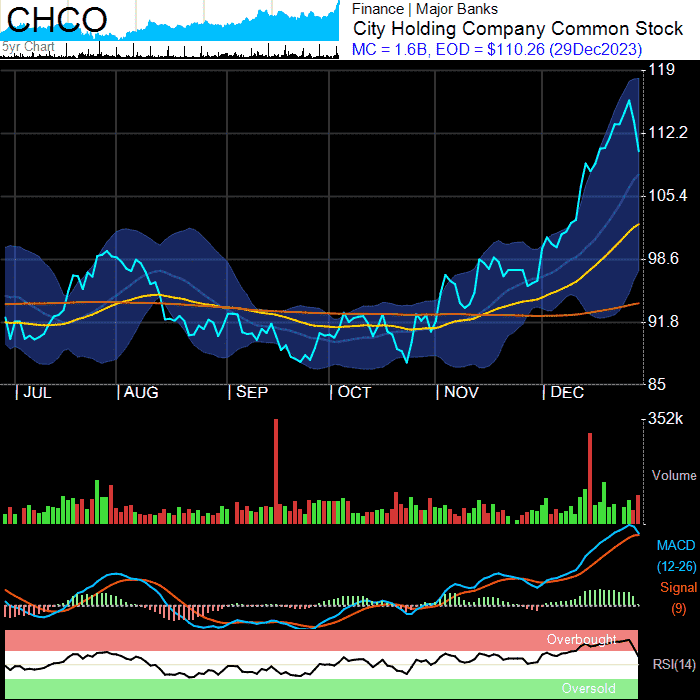 CHCO
5yr Chart
Finance | Major Banks
City Holding Company Common Stock
MC = 1.6B, EOD = $110.26 (29Dec2023)
119
112.2
105.4
98.6
91.8
85
| JUL | AUG | SEP | OCT | NOV | DEC
352k
Volume
MACD
(12-26)
Signal
(9)
Overbought
RSI(14)
Oversold